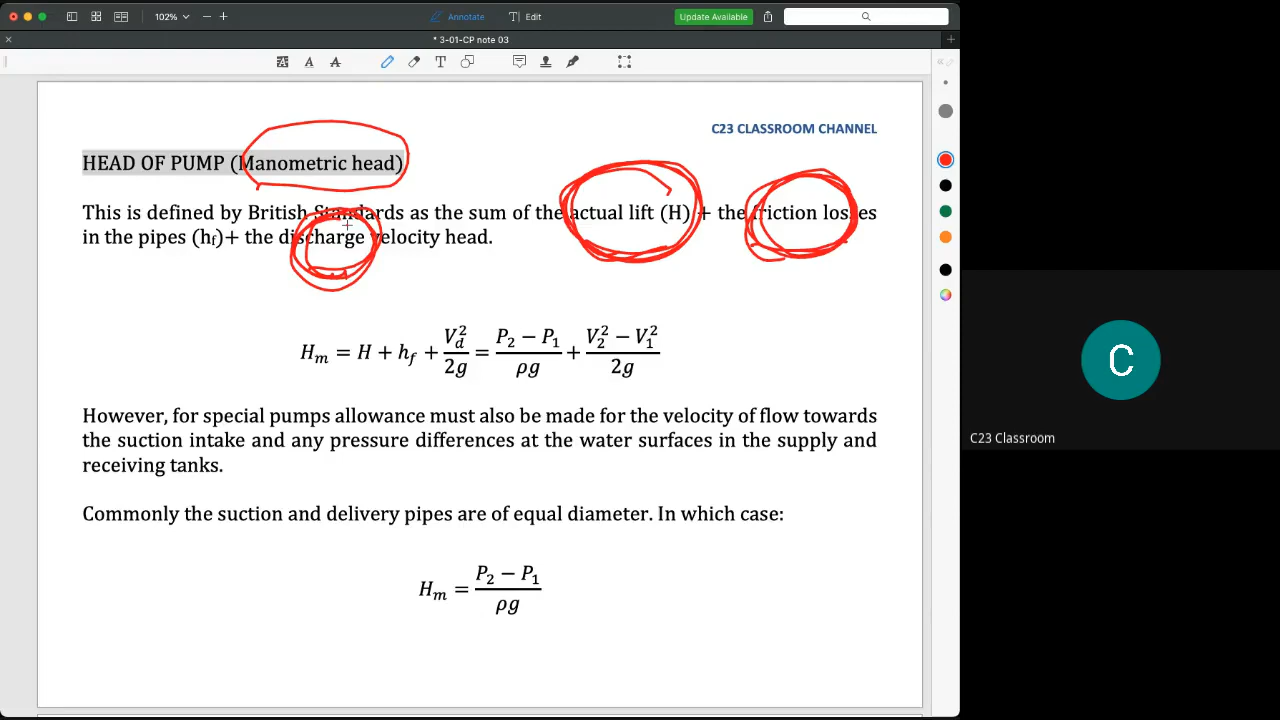 102%
Annotate
T Edit
Update Available
* 3-01-CP note 03
C23 CLASSROOM CHANNEL
HEAD OF PUMP (Manometric head)
This is defined by British Standards as the sum of the actual lift (H) + the friction losses
in the pipes (hf)+ the discharge velocity head.
Hm = H + hf + Vd²/2g = P2 − P1/ρg + V2² − V1²/2g
However, for special pumps allowance must also be made for the velocity of flow towards
the suction intake and any pressure differences at the water surfaces in the supply and
receiving tanks.
Commonly the suction and delivery pipes are of equal diameter. In which case:
Hm = P2 − P1/ρg
C
C23 Classroom